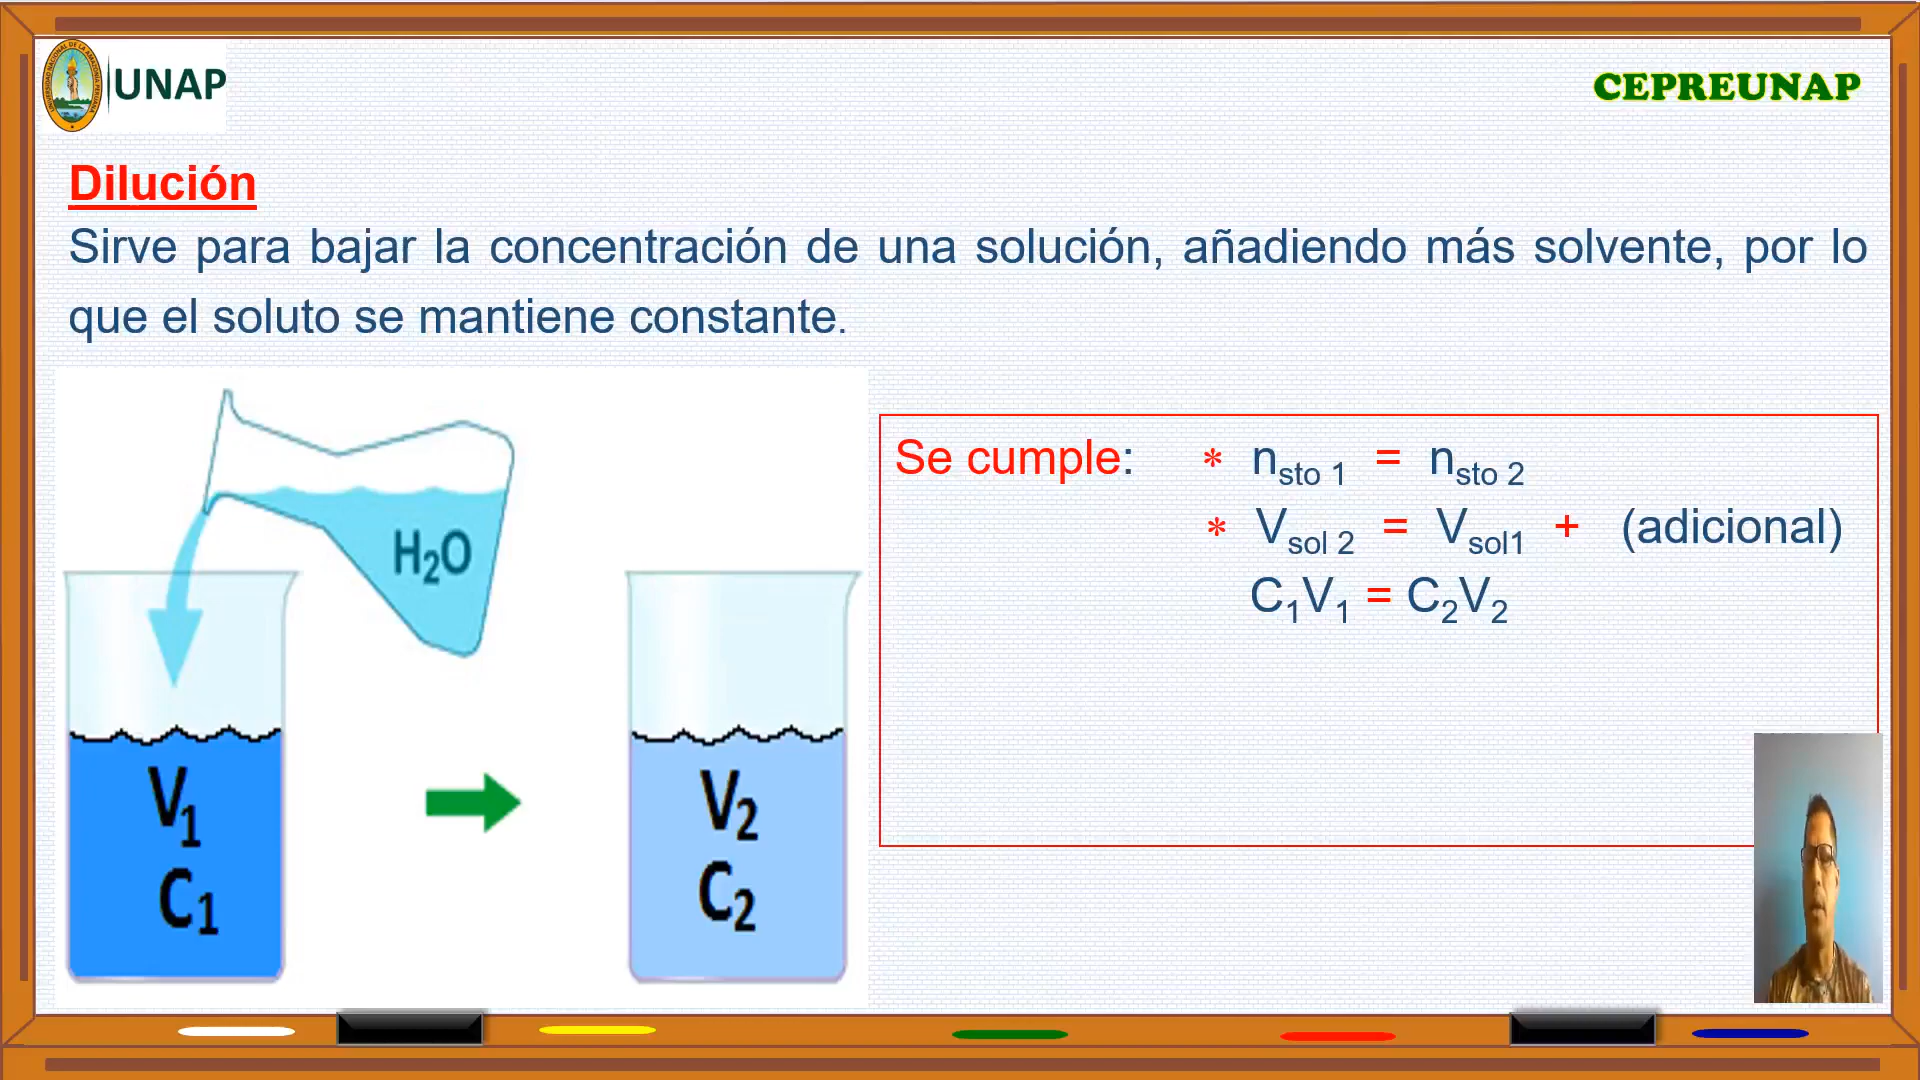 UNAP
CEPREUNAP
Dilución
Sirve para bajar la concentración de una solución, añadiendo más solvente, por lo
que el soluto se mantiene constante.
H₂O
V₁
C₁
V₂
C₂
Se cumple: * nsto 1 = nsto 2
* Vsol 2 = Vsol1 + (adicional)
C₁V₁ = C₂V₂